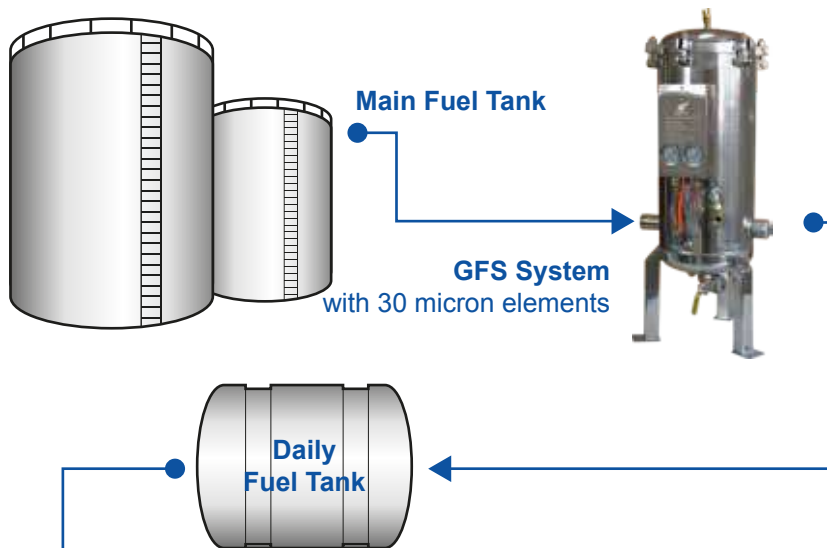 Main Fuel Tank
GFS System
with 30 micron elements
Daily
Fuel Tank